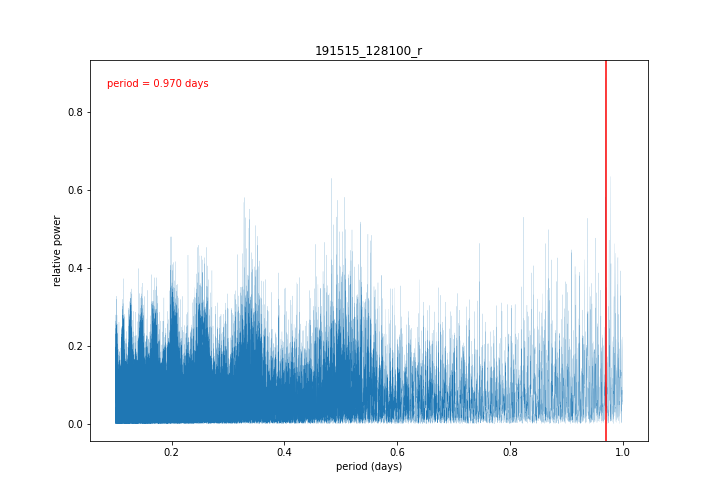 191515_128100_r
period = 0.970 days
relative power
0.8
0.6
0.4
0.2
0.0
0.2 0.4 0.6 0.8 1.0
period (days)